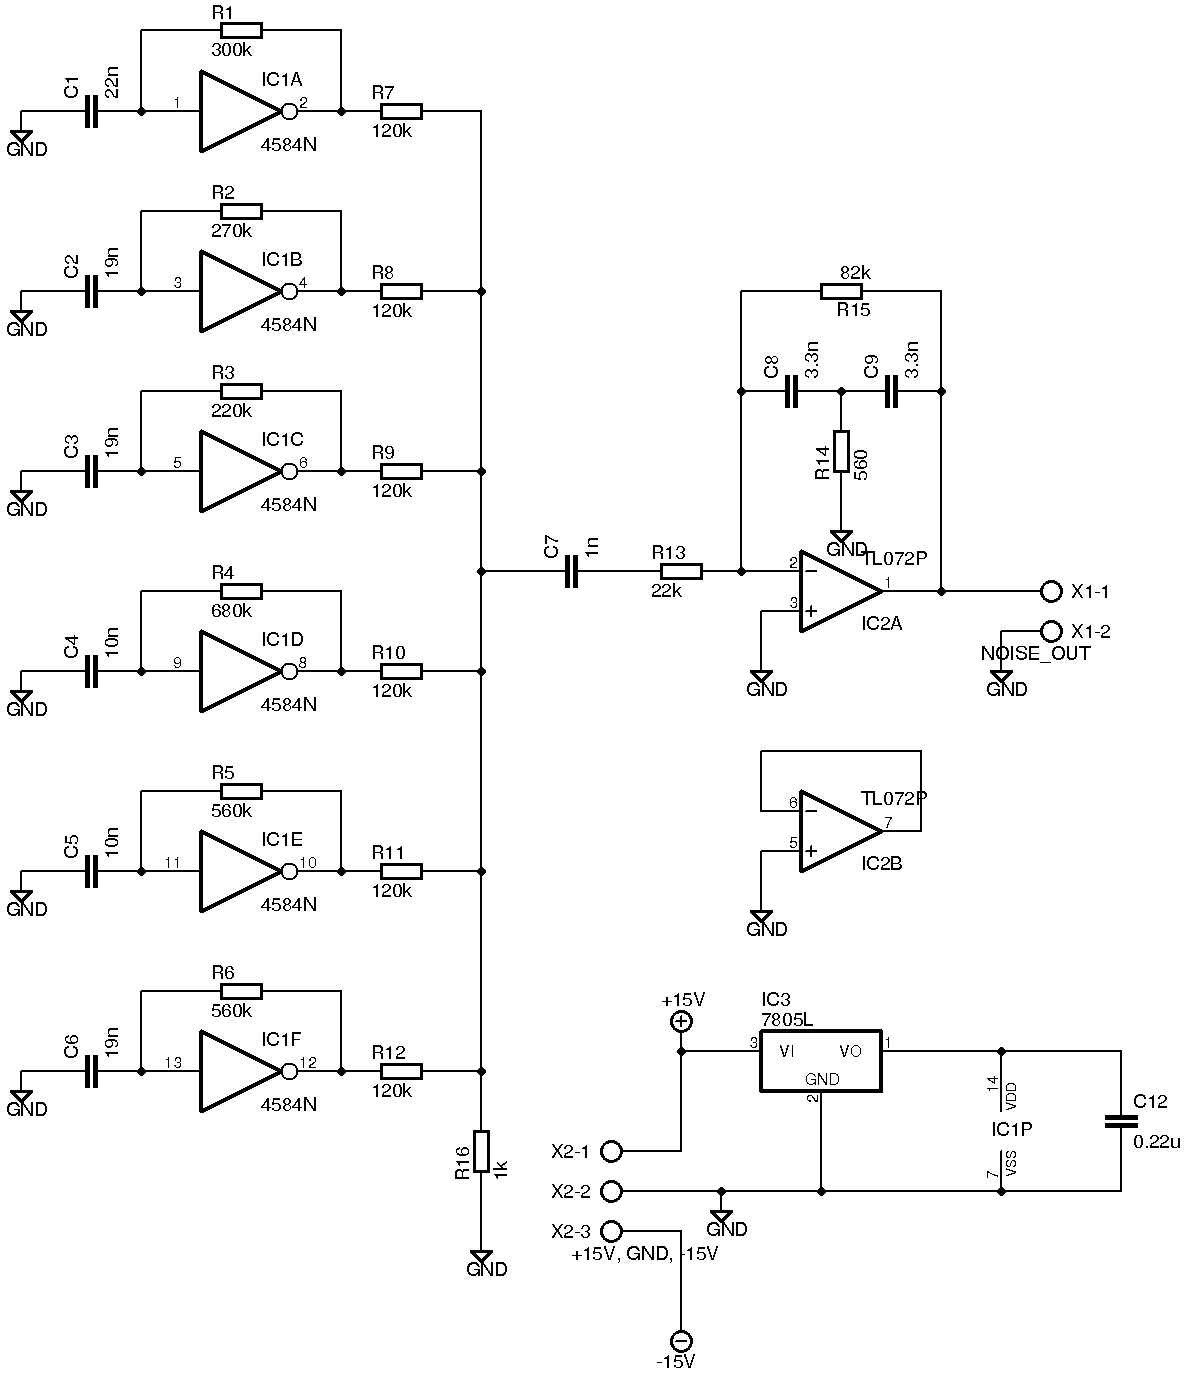 R1
300k
C1
22n
IC1A
1
2
4584N
GND
R7
120k
R2
270k
C2
19n
IC1B
3
4
4584N
GND
R8
120k
R3
220k
C3
19n
IC1C
5
6
4584N
GND
R9
120k
R4
680k
C4
10n
IC1D
9
8
4584N
GND
R10
120k
R5
560k
C5
10n
IC1E
11
10
4584N
GND
R11
120k
R6
560k
C6
19n
IC1F
13
12
4584N
GND
R12
120k
R16
1k
GND
C7
1n
R13
22k
82k
R15
C8
3.3n
C9
3.3n
R14
560
GND
TL072P
2
3
1
IC2A
GND
X1-1
X1-2
NOISE_OUT
GND
TL072P
6
5
7
IC2B
GND
+15V
IC3
7805L
3
VI
VO
1
GND
2
14
VDD
IC1P
7
VSS
C12
0.22u
X2-1
X2-2
X2-3
GND
+15V, GND, -15V
-15V